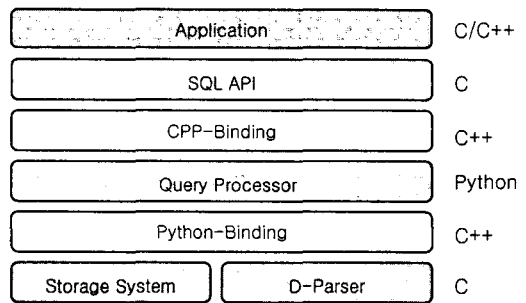 Application C/C++
SQL API C
CPP-Binding C++
Query Processor Python
Python-Binding C++
Storage System D-Parser C